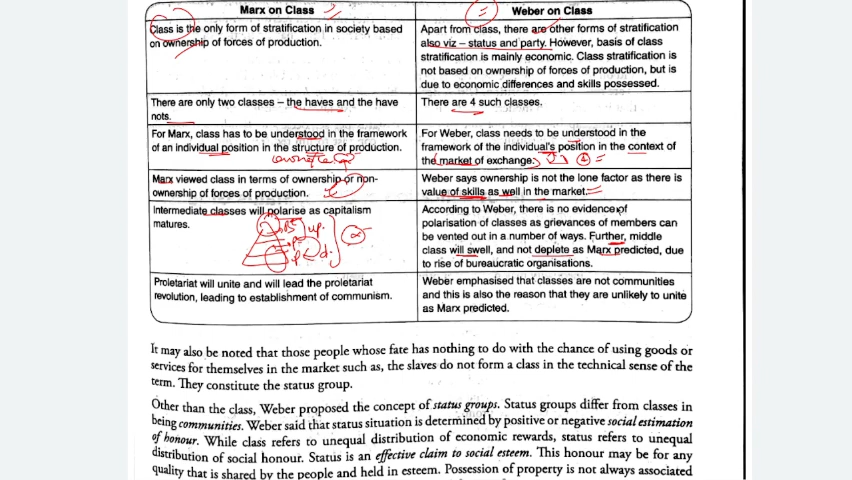 Marx on Class
Weber on Class
Class is the only form of stratification in society based
on ownership of forces of production.
Apart from class, there are other forms of stratification
also viz – status and party. However, basis of class
stratification is mainly economic. Class stratification is
not based on ownership of forces of production, but is
due to economic differences and skills possessed.
There are only two classes – the haves and the have
nots.
There are 4 such classes.
For Marx, class has to be understood in the framework
of an individual position in the structure of production.
For Weber, class needs to be understood in the
framework of the individual's position in the context of
the market of exchange.
Marx viewed class in terms of ownership or non-
ownership of forces of production.
Weber says ownership is not the lone factor as there is
value of skills as well in the market.
Intermediate classes will polarise as capitalism
matures.
According to Weber, there is no evidence of
polarisation of classes as grievances of members can
be vented out in a number of ways. Further, middle
class will swell, and not deplete as Marx predicted, due
to rise of bureaucratic organisations.
Proletariat will unite and will lead the proletariat
revolution, leading to establishment of communism.
Weber emphasised that classes are not communities
and this is also the reason that they are unlikely to unite
as Marx predicted.
It may also be noted that those people whose fate has nothing to do with the chance of using goods or
services for themselves in the market such as, the slaves do not form a class in the technical sense of the
term. They constitute the status group.
Other than the class, Weber proposed the concept of status groups. Status groups differ from classes in
being communities. Weber said that status situation is determined by positive or negative social estimation
of honour. While class refers to unequal distribution of economic rewards, status refers to unequal
distribution of social honour. Status is an effective claim to social esteem. This honour may be for any
quality that is shared by the people and held in esteem. Possession of property is not always associated